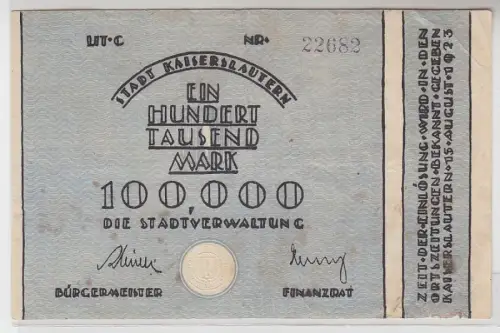 LIT·C NR· 22682
STADT KAISERSLAUTERN
EIN
HUNDERT
TAUSEND
MARK
100,000
DIE STADTVERWALTUNG
BÜRGERMEISTER FINANZRAT
ZEIT·DER·EINLÖSUNG·WIRD·IN·DEN
ORTSZEITUNGEN·BEKANNT·GEGEBEN
KAISERSLAUTERN·15·AUGUST·1923